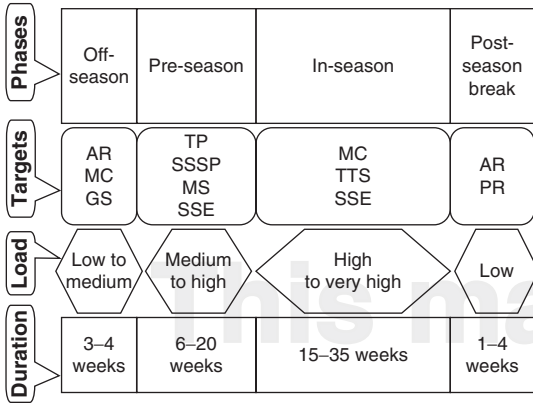 Phases
Off-
season
Pre-season
In-season
Post-
season
break
Targets
AR
MC
GS
TP
SSSP
MS
SSE
MC
TTS
SSE
AR
PR
Load
Low to
medium
Medium
to high
High
to very high
Low
Duration
3–4
weeks
6–20
weeks
15–35 weeks
1–4
weeks
This ma